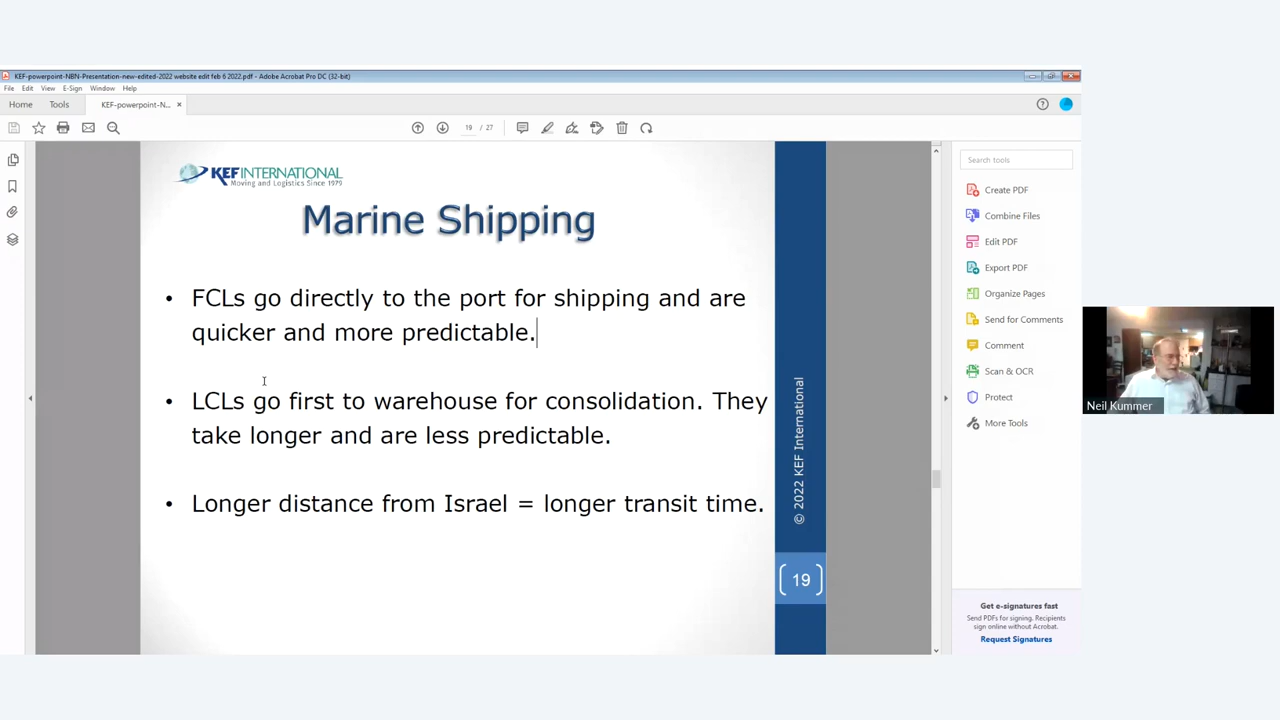 KEF-powerpoint-NBN-Presentation-new-edited-2022 website edit feb 6 2022.pdf - Adobe Acrobat Pro DC (32-bit)
File Edit View E-Sign Window Help
Home Tools KEF-powerpoint-N... ×
19 / 27
Search tools
Create PDF
Combine Files
Edit PDF
Export PDF
Organize Pages
Send for Comments
Comment
Scan & OCR
Protect
More Tools
Get e-signatures fast
Send PDFs for signing. Recipients
sign online without Acrobat.
Request Signatures
KEF INTERNATIONAL
Moving and Logistics Since 1979
Marine Shipping
• FCLs go directly to the port for shipping and are
quicker and more predictable.
• LCLs go first to warehouse for consolidation. They
take longer and are less predictable.
• Longer distance from Israel = longer transit time.
© 2022 KEF International
19
Neil Kummer